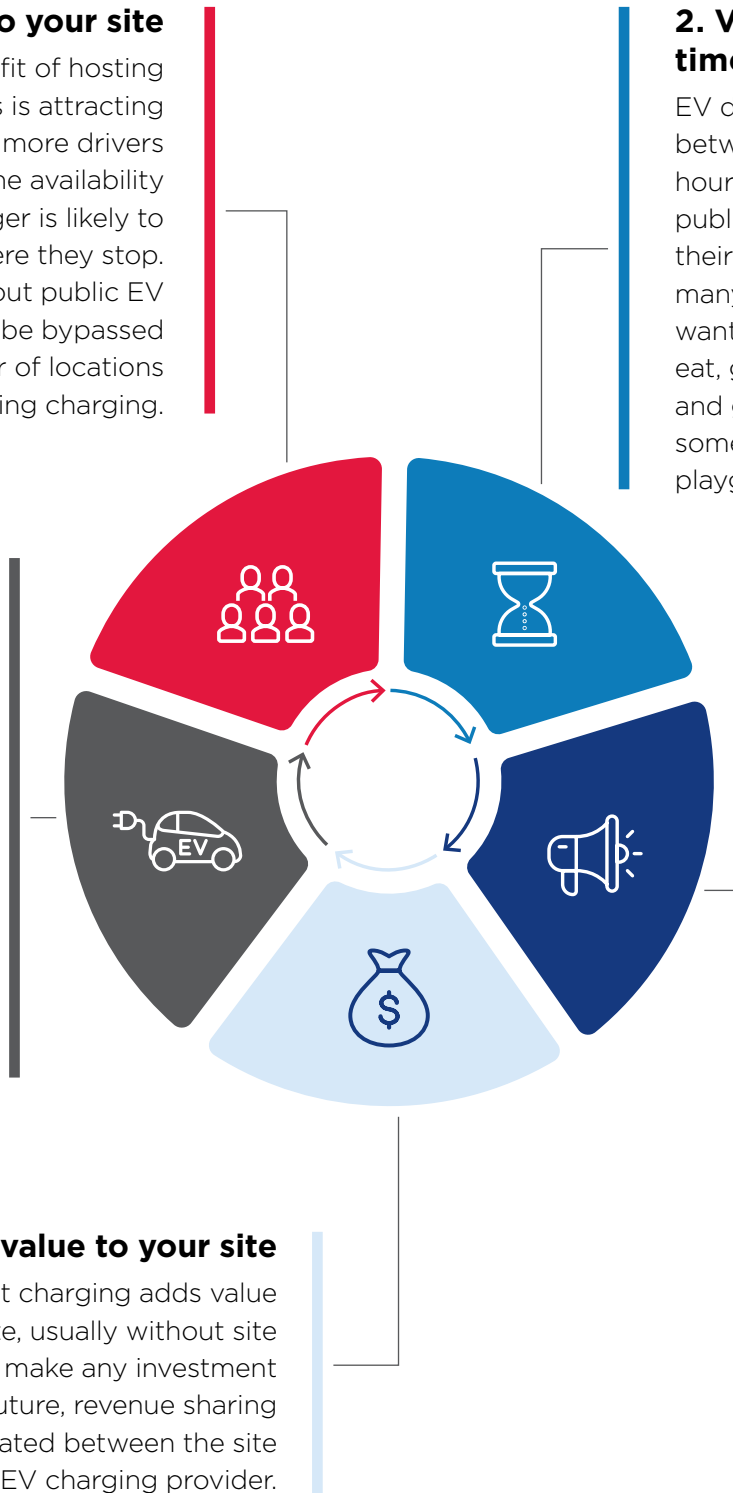 o your site
fit of hosting
s is attracting
more drivers
ne availability
ger is likely to
ere they stop.
out public EV
be bypassed
r of locations
ing charging.
2. V
time
EV d
betw
hour
publ
their
many
want
eat, g
and
some
playg
EV
$
value to your site
t charging adds value
te, usually without site
make any investment
uture, revenue sharing
ated between the site
EV charging provider.